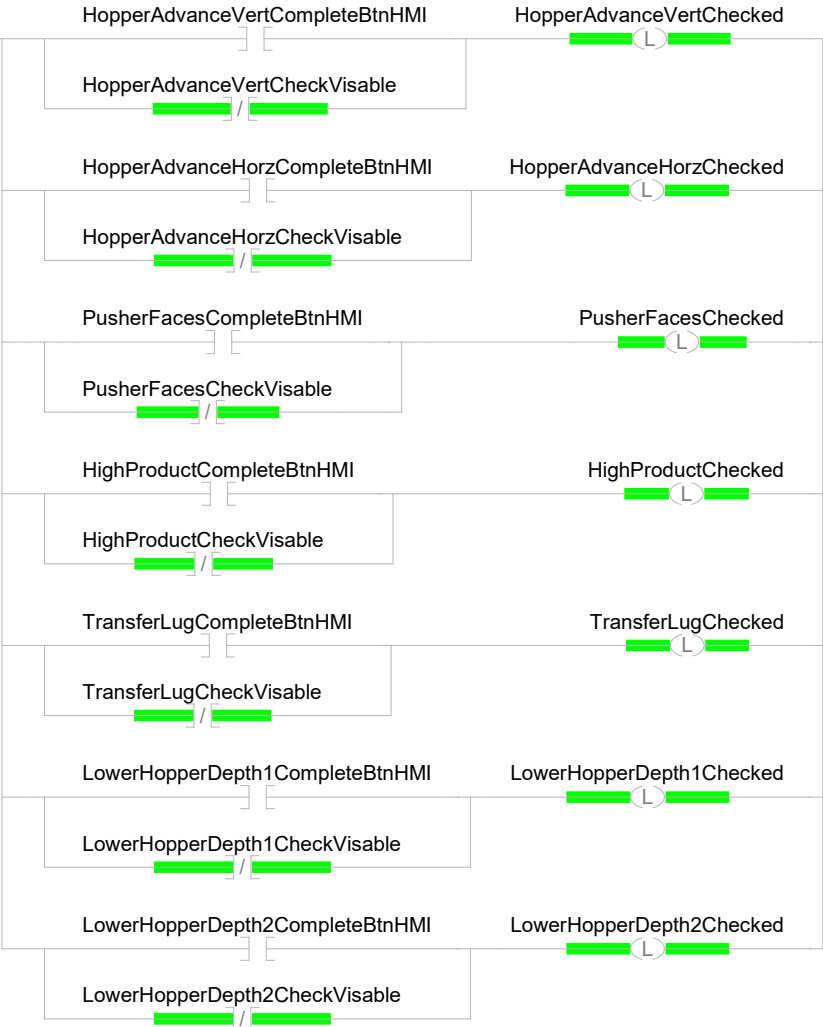 HopperAdvanceVertCompleteBtnHMI HopperAdvanceVertChecked
L
HopperAdvanceVertCheckVisable
/
HopperAdvanceHorzCompleteBtnHMI HopperAdvanceHorzChecked
L
HopperAdvanceHorzCheckVisable
/
PusherFacesCompleteBtnHMI PusherFacesChecked
L
PusherFacesCheckVisable
/
HighProductCompleteBtnHMI HighProductChecked
L
HighProductCheckVisable
/
TransferLugCompleteBtnHMI TransferLugChecked
L
TransferLugCheckVisable
/
LowerHopperDepth1CompleteBtnHMI LowerHopperDepth1Checked
L
LowerHopperDepth1CheckVisable
/
LowerHopperDepth2CompleteBtnHMI LowerHopperDepth2Checked
L
LowerHopperDepth2CheckVisable
/